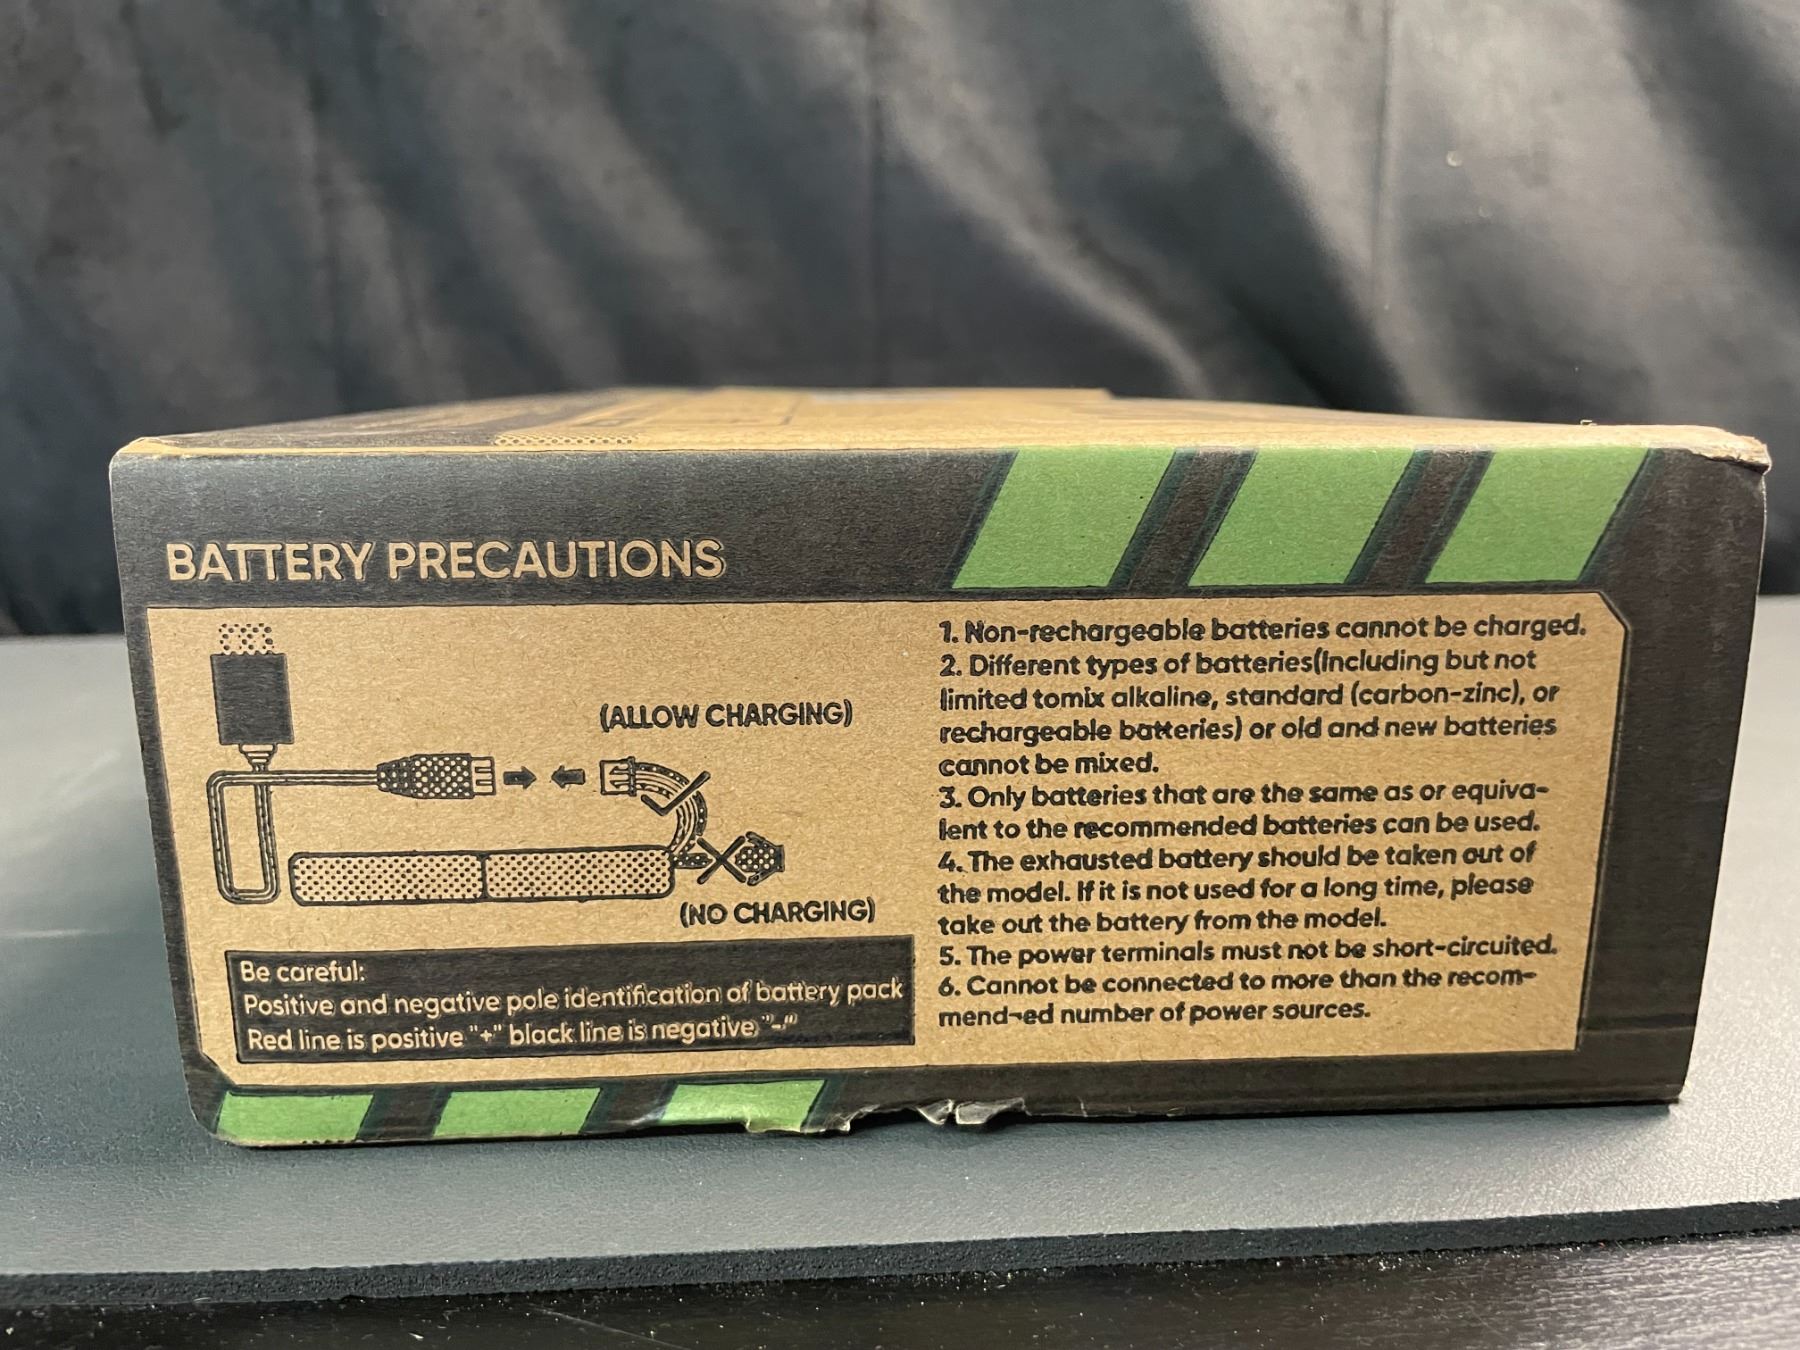 BATTERY PRECAUTIONS
(ALLOW CHARGING)
(NO CHARGING)
Be careful:
Positive and negative pole identification of battery pack
Red line is positive "+" black line is negative "-"
1. Non-rechargeable batteries cannot be charged.
2. Different types of batteries(Including but not
limited tomix alkaline, standard (carbon-zinc), or
rechargeable batteries) or old and new batteries
cannot be mixed.
3. Only batteries that are the same as or equiva-
lent to the recommended batteries can be used.
4. The exhausted battery should be taken out of
the model. If it is not used for a long time, please
take out the battery from the model.
5. The power terminals must not be short-circuited.
6. Cannot be connected to more than the recom-
mend-ed number of power sources.